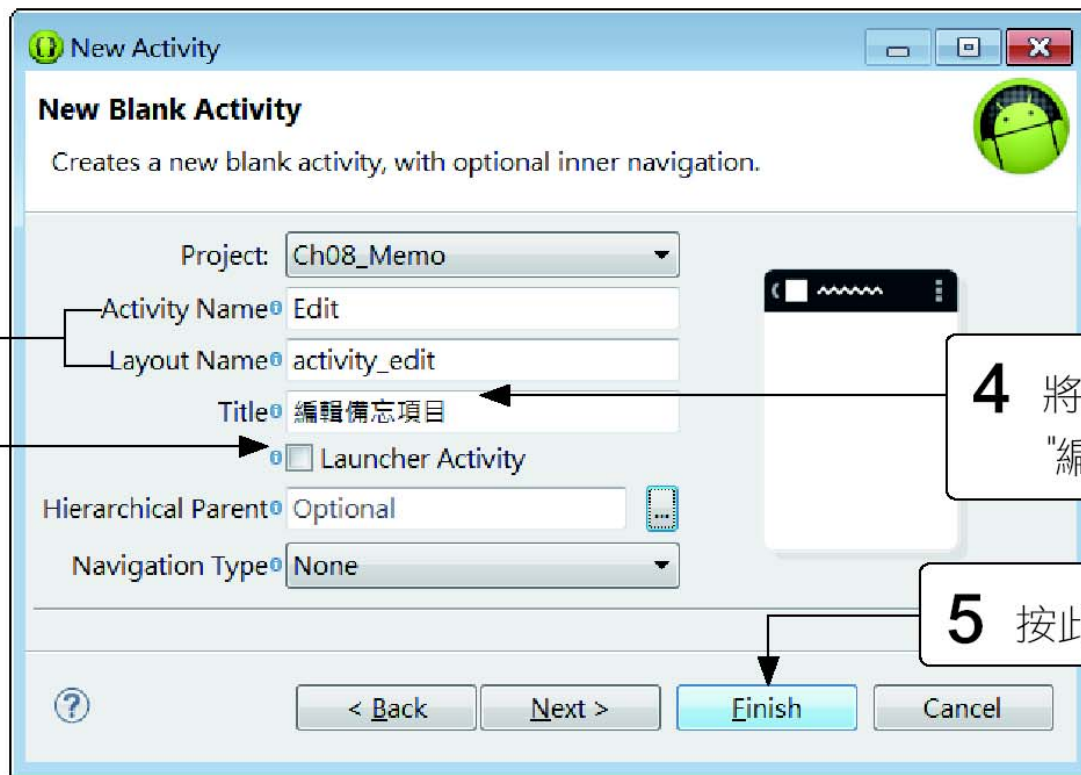 New Activity
New Blank Activity
Creates a new blank activity, with optional inner navigation.
Project: Ch08_Memo
Activity Name Edit
Layout Name activity_edit
Title 編輯備忘項目
Launcher Activity
Hierarchical Parent Optional ...
Navigation Type None
4 將
"編
5 按此
? < Back Next > Finish Cancel